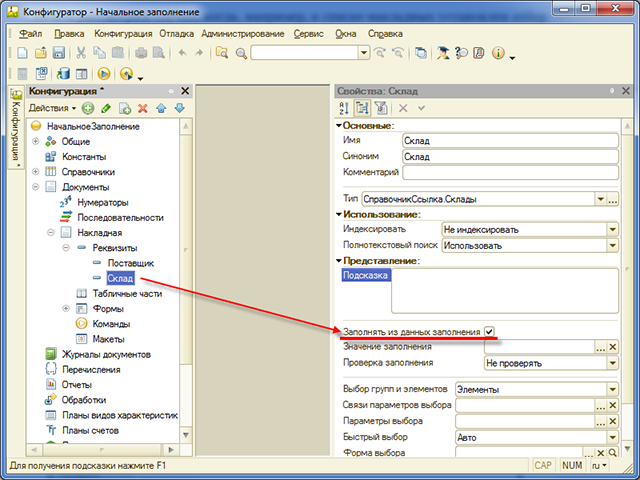 Конфигуратор - Начальное заполнение
Файл Правка Конфигурация Отладка Администрирование Сервис Окна Справка
Конфигурация *
Конфигурация *
Действия
НачальноеЗаполнение
Общие
Константы
Справочники
Документы
Нумераторы
Последовательности
Накладная
Реквизиты
Поставщик
Склад
Табличные части
Формы
Команды
Макеты
Журналы документов
Перечисления
Отчеты
Обработки
Планы видов характеристик
Планы счетов
Свойства: Склад
Основные:
Имя Склад
Синоним Склад
Комментарий
Тип СправочникСсылка.Склады
Использование:
Индексировать Не индексировать
Полнотекстовый поиск Использовать
Представление:
Подсказка
Заполнять из данных заполнения
Значение заполнения
Проверка заполнения Не проверять
Выбор групп и элементов Элементы
Связи параметров выбора
Параметры выбора
Быстрый выбор Авто
Форма выбора
Для получения подсказки нажмите F1
CAP NUM ru